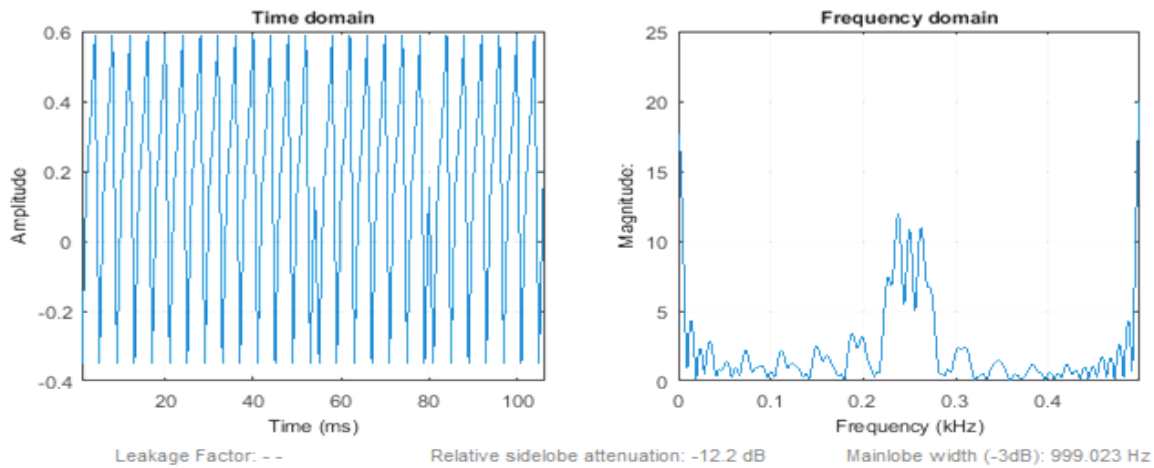 Time domain
0.6
0.4
0.2
0
-0.2
-0.4
20
40
60
80
100
Amplitude
Time (ms)
Frequency domain
25
20
15
10
5
0
0
0.1
0.2
0.3
0.4
Magnitude:
Frequency (kHz)
Leakage Factor: - -
Relative sidelobe attenuation: -12.2 dB
Mainlobe width (-3dB): 999.023 Hz